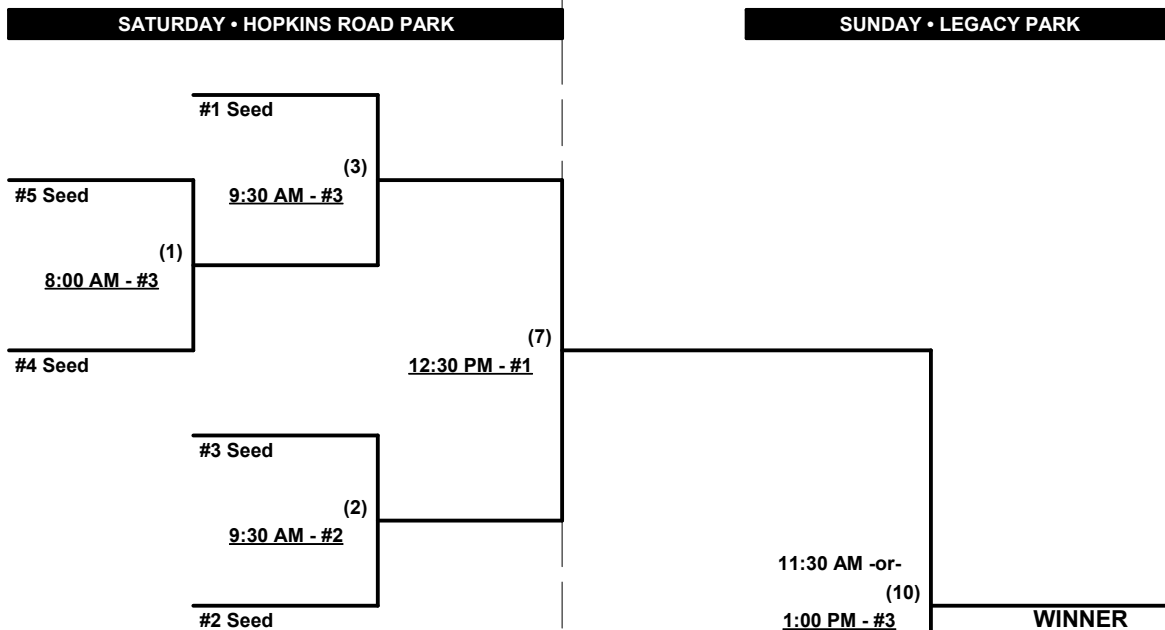 SATURDAY • HOPKINS ROAD PARK
SUNDAY • LEGACY PARK
#1 Seed
(3)
#5 Seed
9:30 AM - #3
(1)
8:00 AM - #3
(7)
#4 Seed
12:30 PM - #1
#3 Seed
(2)
9:30 AM - #2
11:30 AM -or-
(10)
#2 Seed
1:00 PM - #3
WINNER